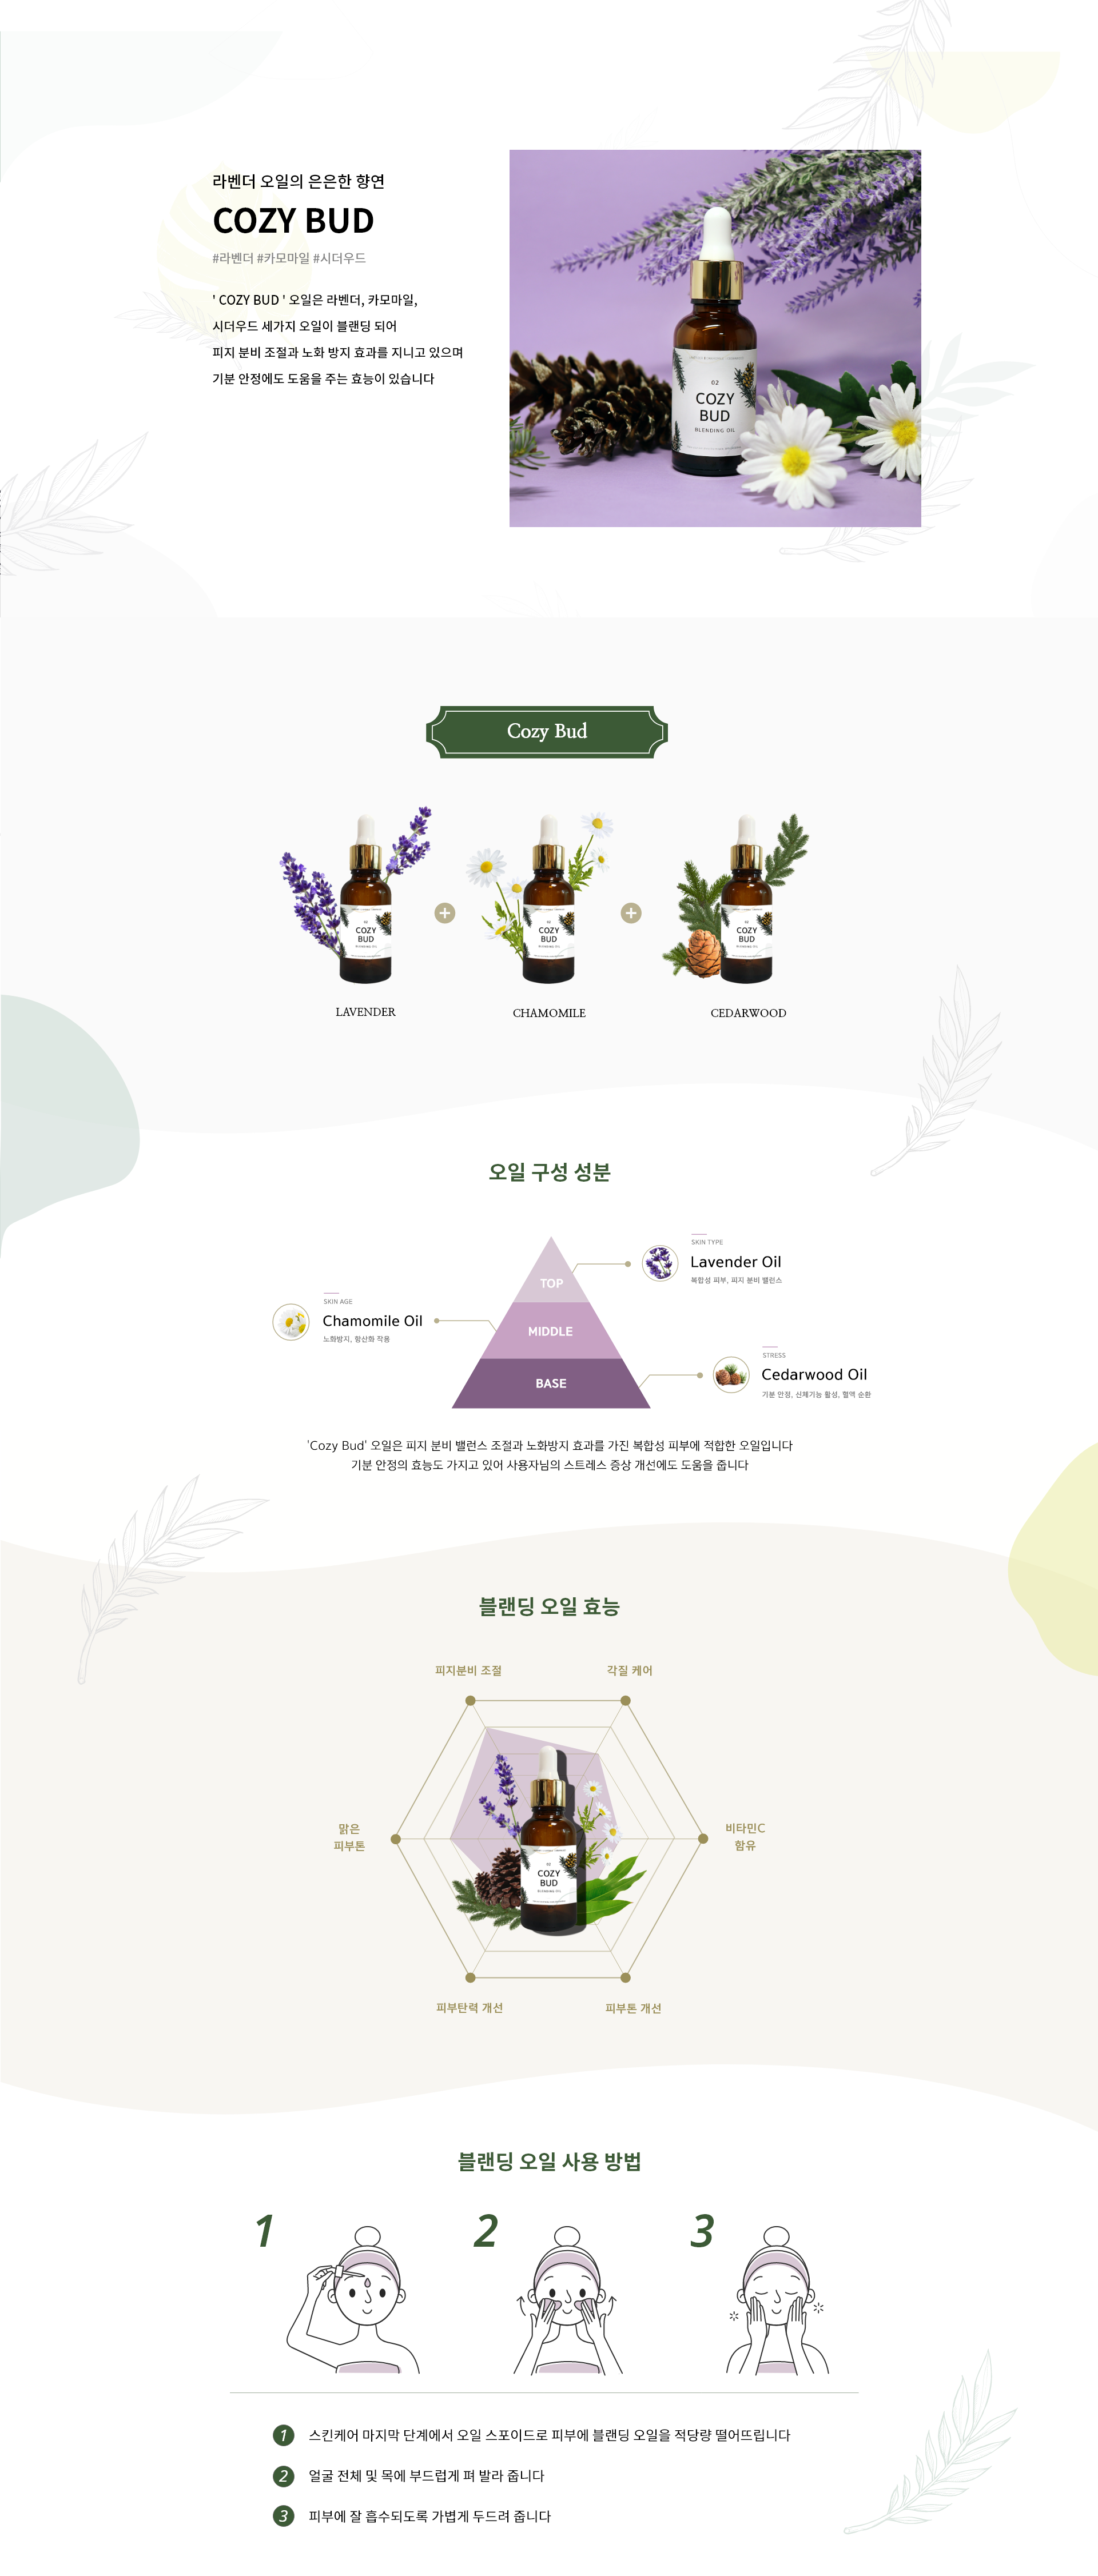 라벤더 오일의 은은한 향연
COZY BUD
#라벤더 #카모마일 #시더우드
' COZY BUD ' 오일은 라벤더, 카모마일,
시더우드 세가지 오일이 블랜딩 되어
피지 분비 조절과 노화 방지 효과를 지니고 있으며
기분 안정에도 도움을 주는 효능이 있습니다
02
COZY
BUD
BLENDING OIL
Cozy Bud
02
COZY
BUD
BLENDING OIL
02
COZY
BUD
BLENDING OIL
02
COZY
BUD
BLENDING OIL
LAVENDER
CHAMOMILE
CEDARWOOD
오일 구성 성분
SKIN TYPE
Lavender Oil
복합성 피부, 피지 분비 밸런스
TOP
SKIN AGE
Chamomile Oil
노화방지, 항산화 작용
MIDDLE
STRESS
Cedarwood Oil
기분 안정, 신체기능 활성, 혈액 순환
BASE
'Cozy Bud' 오일은 피지 분비 밸런스 조절과 노화방지 효과를 가진 복합성 피부에 적합한 오일입니다
기분 안정의 효능도 가지고 있어 사용자님의 스트레스 증상 개선에도 도움을 줍니다
블랜딩 오일 효능
피지분비 조절
각질 케어
맑은
피부톤
비타민C
함유
02
COZY
BUD
BLENDING OIL
피부탄력 개선
피부톤 개선
블랜딩 오일 사용 방법
1
2
3
1 스킨케어 마지막 단계에서 오일 스포이드로 피부에 블랜딩 오일을 적당량 떨어뜨립니다
2 얼굴 전체 및 목에 부드럽게 펴 발라 줍니다
3 피부에 잘 흡수되도록 가볍게 두드려 줍니다